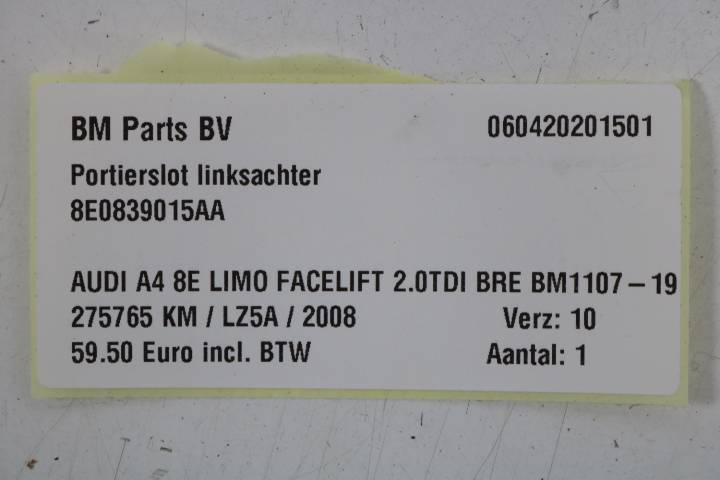 BM Parts BV 060420201501
Portierslot linksachter
8E0839015AA
AUDI A4 8E LIMO FACELIFT 2.0TDI BRE BM1107-19
275765 KM / LZ5A / 2008 Verz: 10
59.50 Euro incl. BTW Aantal: 1